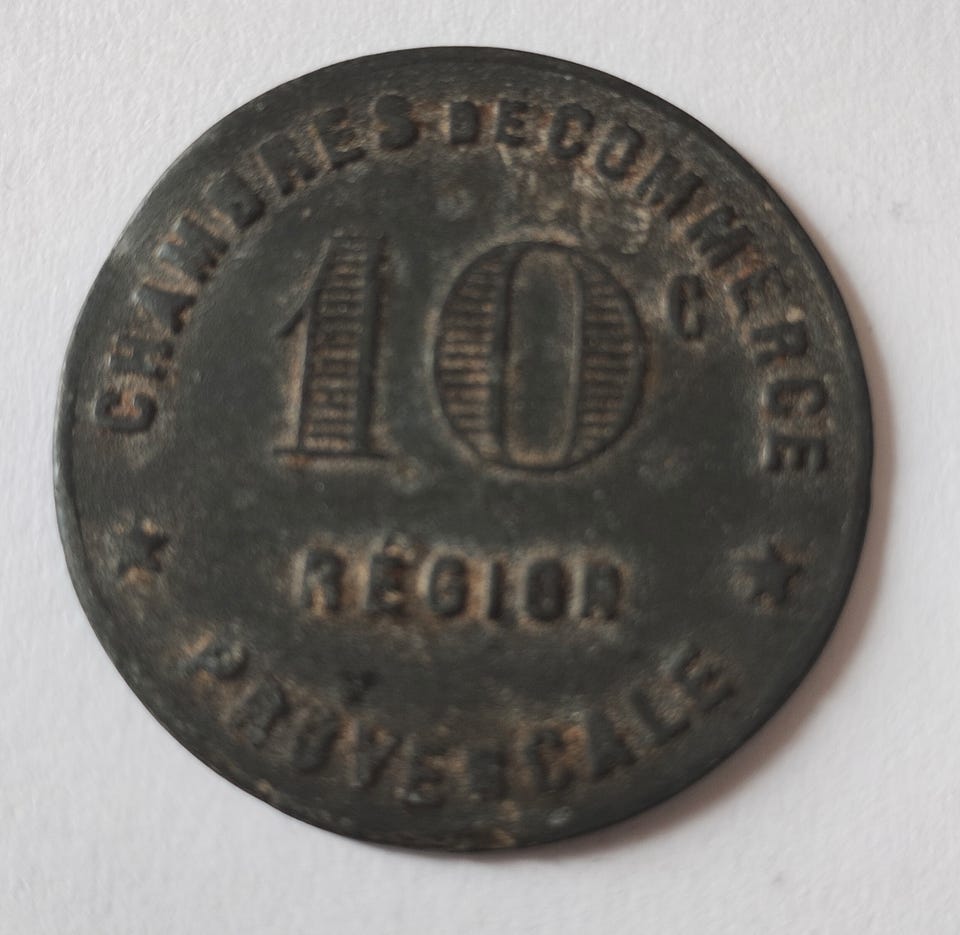 CHAMBRES DE COMMERCE
10 C
RÉGION
PROVENCALE